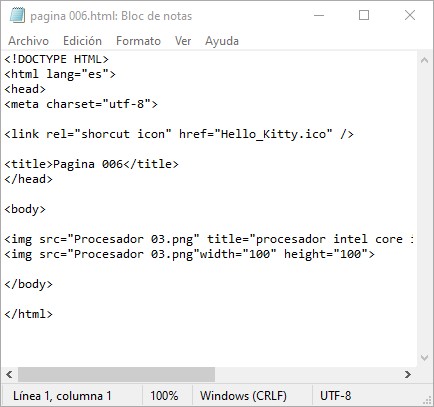 pagina 006.html: Bloc de notas
Archivo Edición Formato Ver Ayuda
<!DOCTYPE HTML>
<html lang="es">
<head>
<meta charset="utf-8">
<link rel="shorcut icon" href="Hello_Kitty.ico" />
<title>Pagina 006</title>
</head>
<body>
<img src="Procesador 03.png" title="procesador intel core i
<img src="Procesador 03.png"width="100" height="100">
</body>
</html>
Línea 1, columna 1 100% Windows (CRLF) UTF-8